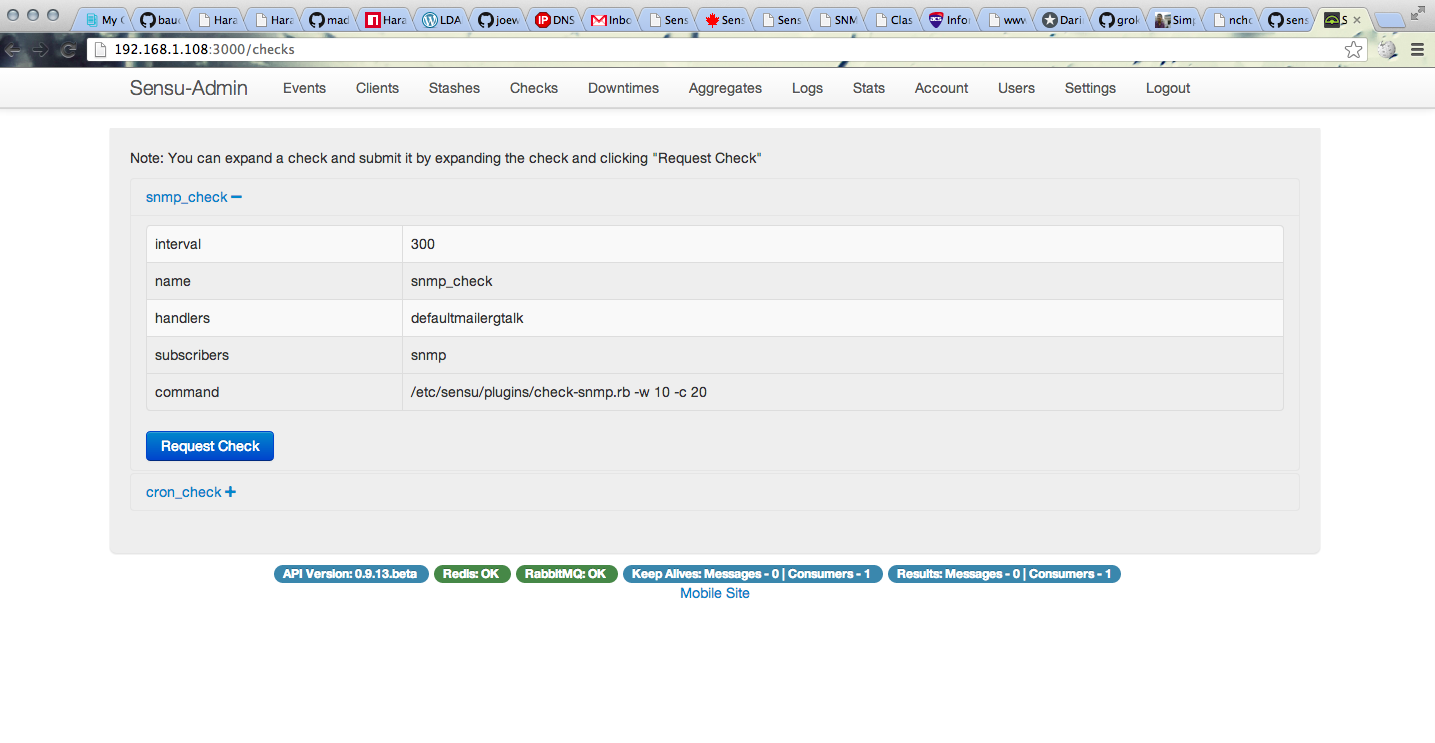 My
bauc
Hara
Hara
mad
Hara
LDA
joew
DNS
Inbo
Sens
Sens
Sens
SNM
Clas
Infor
www
Dari
grok
Simp
ncho
sens
S
192.168.1.108:3000/checks
Sensu-Admin Events Clients Stashes Checks Downtimes Aggregates Logs Stats Account Users Settings Logout
Note: You can expand a check and submit it by expanding the check and clicking "Request Check"
snmp_check
interval 300
name snmp_check
handlers defaultmailergtalk
subscribers snmp
command /etc/sensu/plugins/check-snmp.rb -w 10 -c 20
Request Check
cron_check
API Version: 0.9.13.beta Redis: OK RabbitMQ: OK Keep Alives: Messages - 0 | Consumers - 1 Results: Messages - 0 | Consumers - 1
Mobile Site